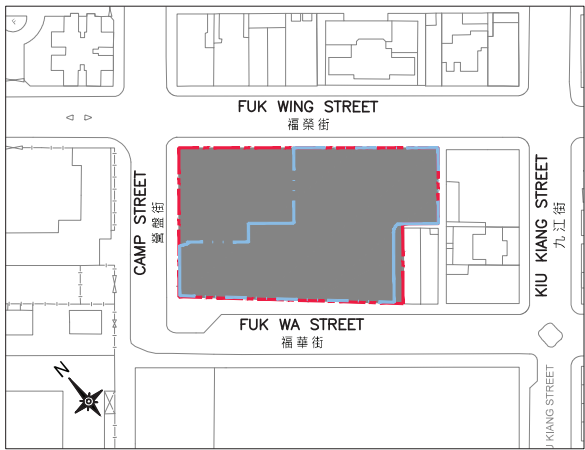 FUK WING STREET
福榮街
CAMP STREET
營盤街
KIU KIANG STREET
九江街
FUK WA STREET
福華街
N
U KIANG STREET